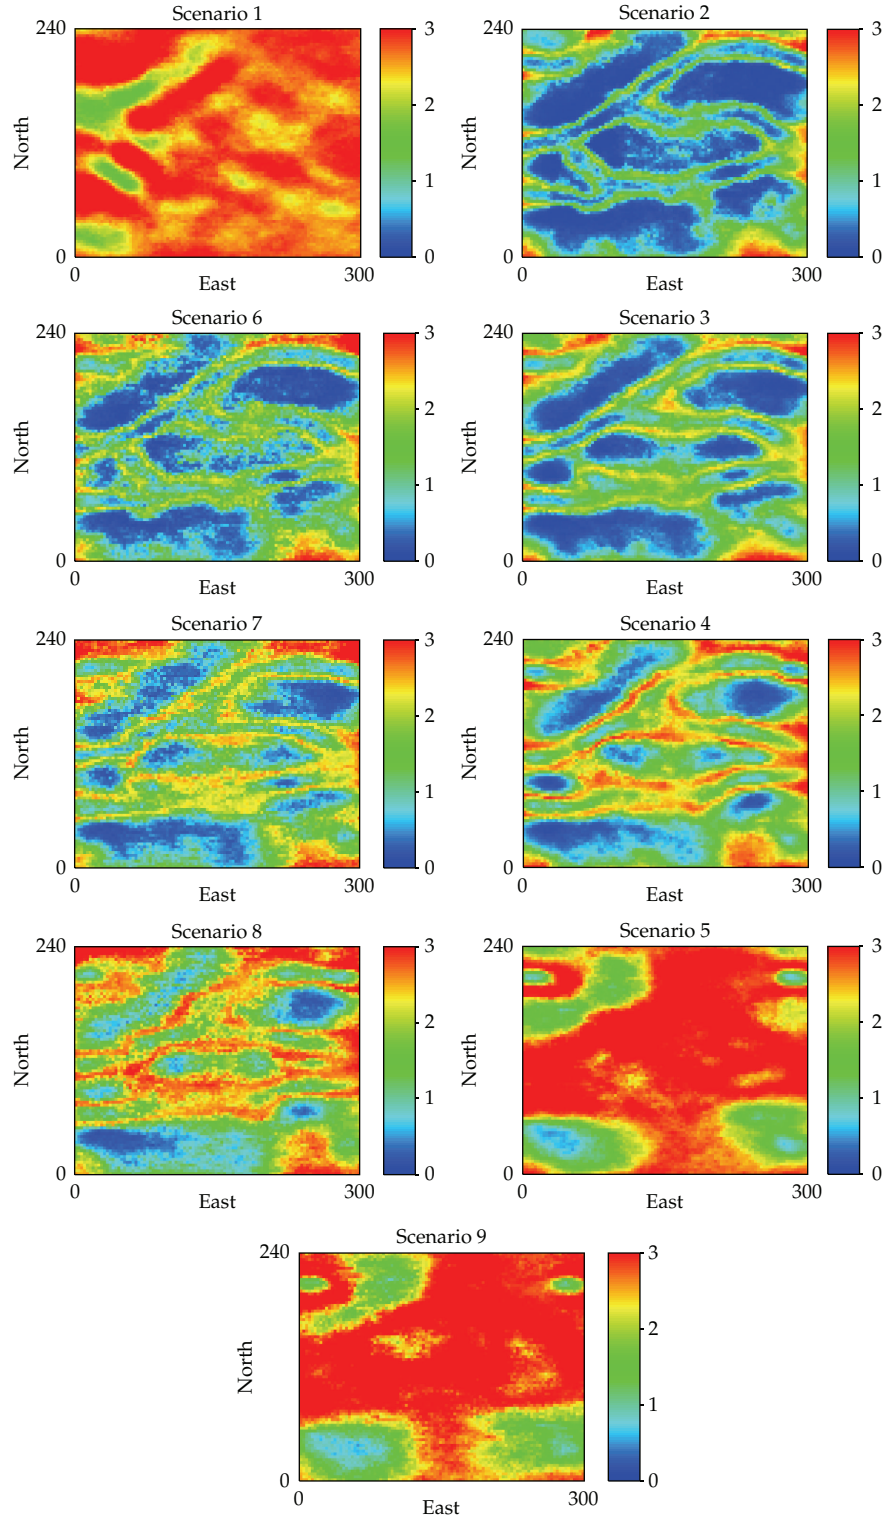 Scenario 1
240
North
0
0
East
300
3
2
1
0
Scenario 2
240
North
0
0
East
300
3
2
1
0
Scenario 6
240
North
0
0
East
300
3
2
1
0
Scenario 3
240
North
0
0
East
300
3
2
1
0
Scenario 7
240
North
0
0
East
300
3
2
1
0
Scenario 4
240
North
0
0
East
300
3
2
1
0
Scenario 8
240
North
0
0
East
300
3
2
1
0
Scenario 5
240
North
0
0
East
300
3
2
1
0
Scenario 9
240
North
0
0
East
300
3
2
1
0